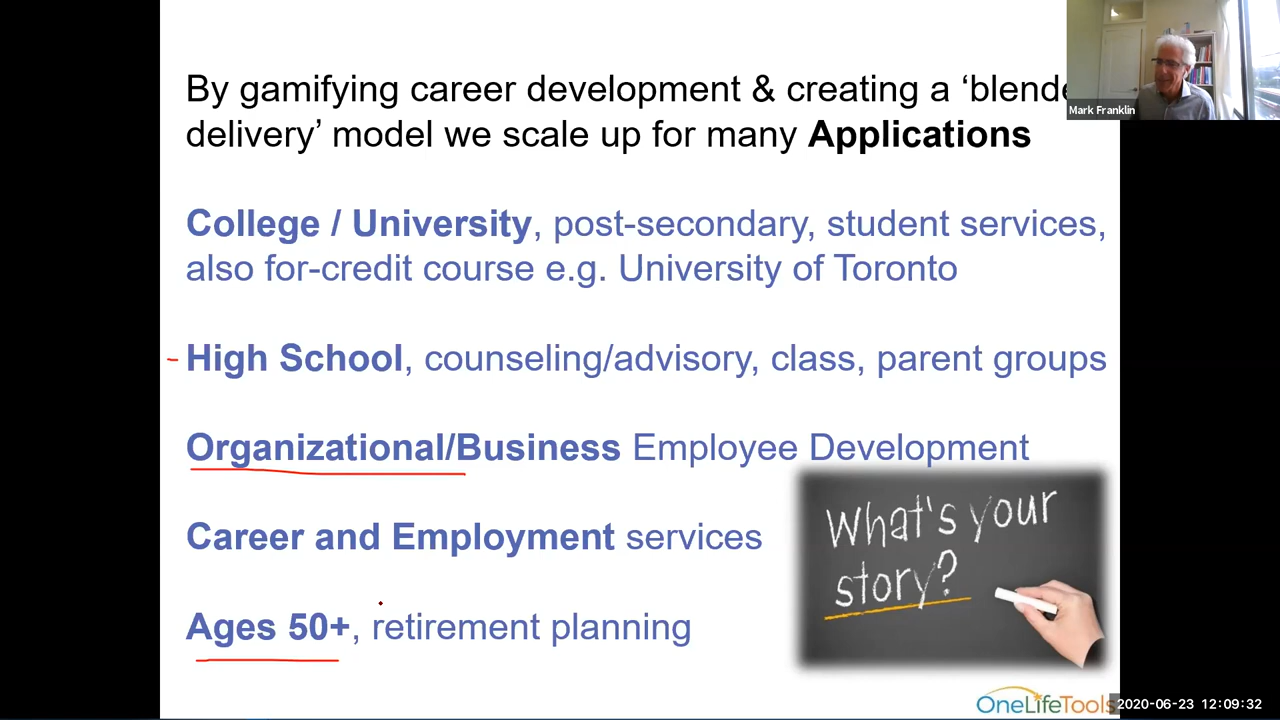 By gamifying career development & creating a ‘blende
Mark Franklin
delivery’ model we scale up for many Applications
College / University, post-secondary, student services,
also for-credit course e.g. University of Toronto
High School, counseling/advisory, class, parent groups
Organizational/Business Employee Development
What's your
story?
Career and Employment services
Ages 50+, retirement planning
OneLifeTools
2020-06-23 12:09:32